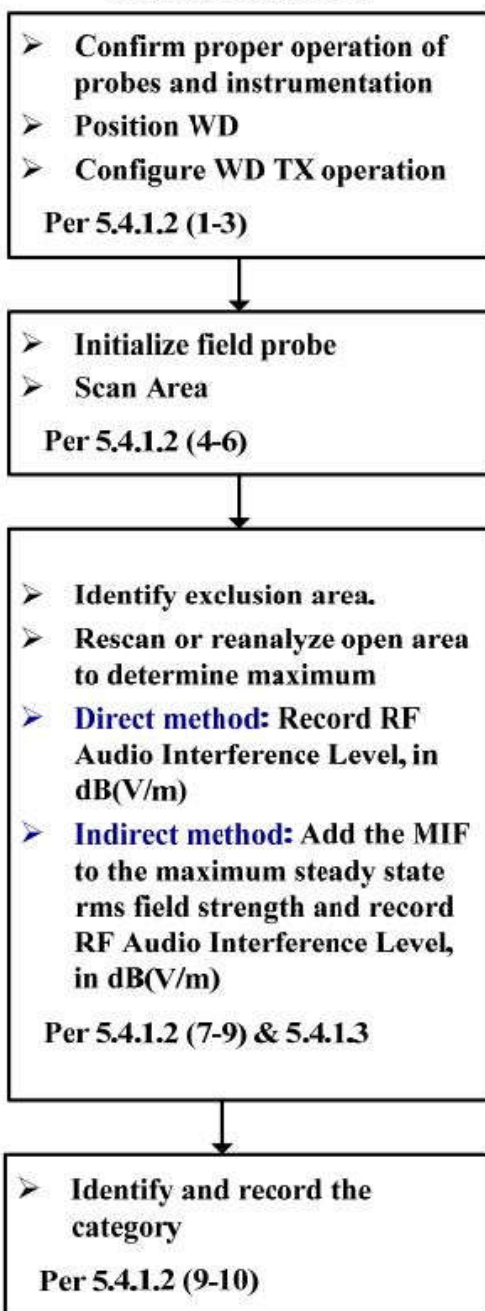 ➢ Confirm proper operation of
probes and instrumentation
➢ Position WD
➢ Configure WD TX operation
Per 5.4.1.2 (1-3)
➢ Initialize field probe
➢ Scan Area
Per 5.4.1.2 (4-6)
➢ Identify exclusion area.
➢ Rescan or reanalyze open area
to determine maximum
➢ Direct method: Record RF
Audio Interference Level, in
dB(V/m)
➢ Indirect method: Add the MIF
to the maximum steady state
rms field strength and record
RF Audio Interference Level,
in dB(V/m)
Per 5.4.1.2 (7-9) & 5.4.1.3
➢ Identify and record the
category
Per 5.4.1.2 (9-10)